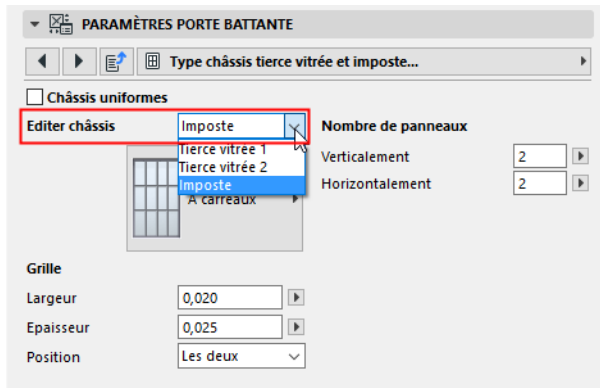 PARAMÈTRES PORTE BATTANTE
Type châssis tierce vitrée et imposte...
Châssis uniformes
Editer châssis
Imposte
Nombre de panneaux
Tierce vitrée 1
Tierce vitrée 2
Imposte
A carreaux
Verticalement
2
Horizontalement
2
Grille
Largeur
0,020
Epaisseur
0,025
Position
Les deux